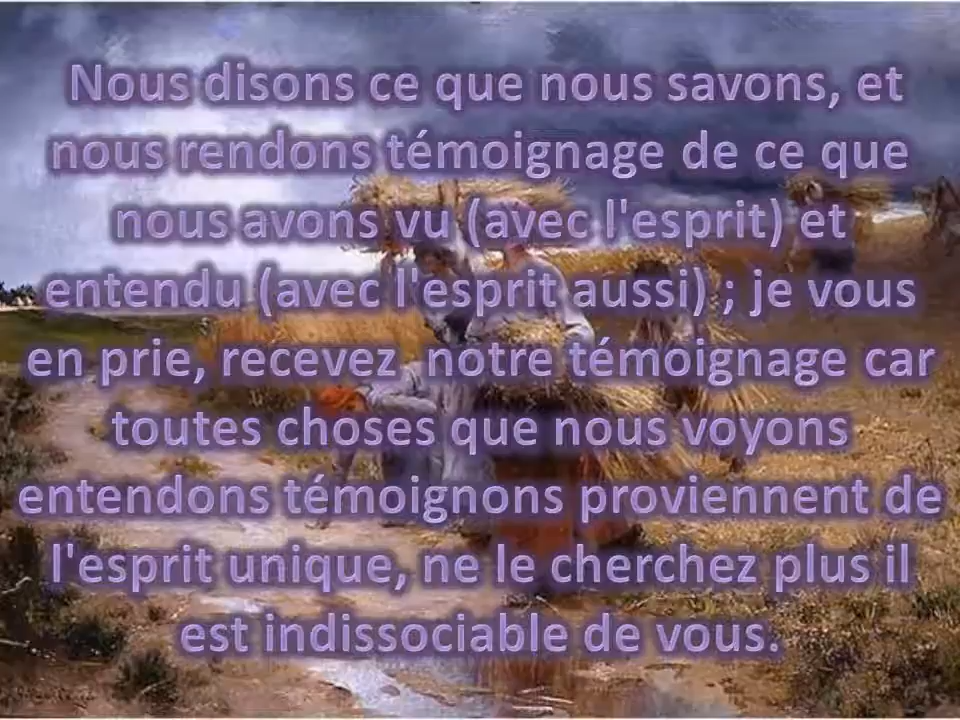 Nous disons ce que nous savons, et
nous rendons témoignage de ce que
nous avons vu (avec l'esprit) et
entendu (avec l'esprit aussi) ; je vous
en prie, recevez  notre témoignage car
toutes choses que nous voyons
entendons témoignons proviennent de
l'esprit unique, ne le cherchez plus il
est indissociable de vous.